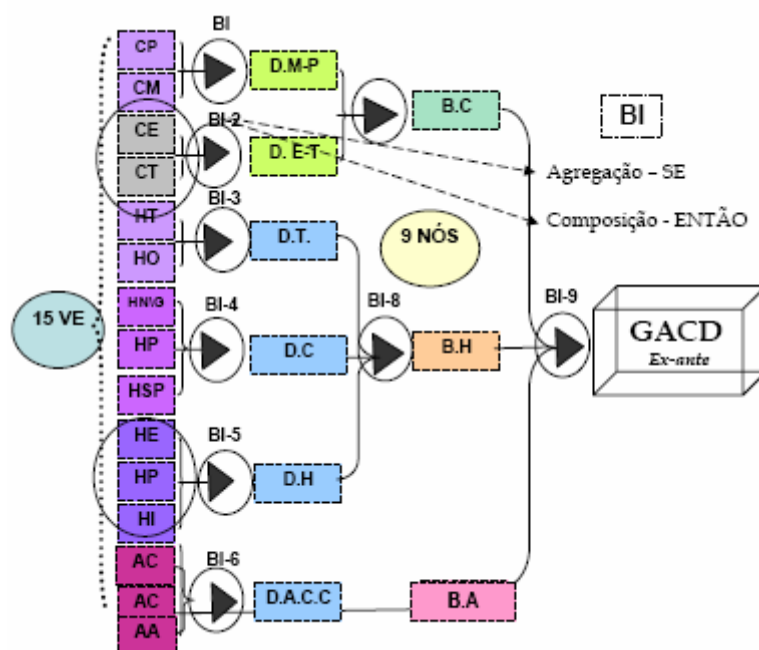 BI
CP
D.M-P
CM
B.C
BI
CE
BI-2
D. E-T
CT
Agregação – SE
Composição - ENTÃO
HT
BI-3
HO
D.T.
9 NÓS
15 VE
HN\G
BI-4
BI-8
BI-9
HP
D.C
B.H
GACD
Ex-ante
HSP
HE
BI-5
HP
D.H
HI
AC
BI-6
AC
D.A.C.C
B.A
AA